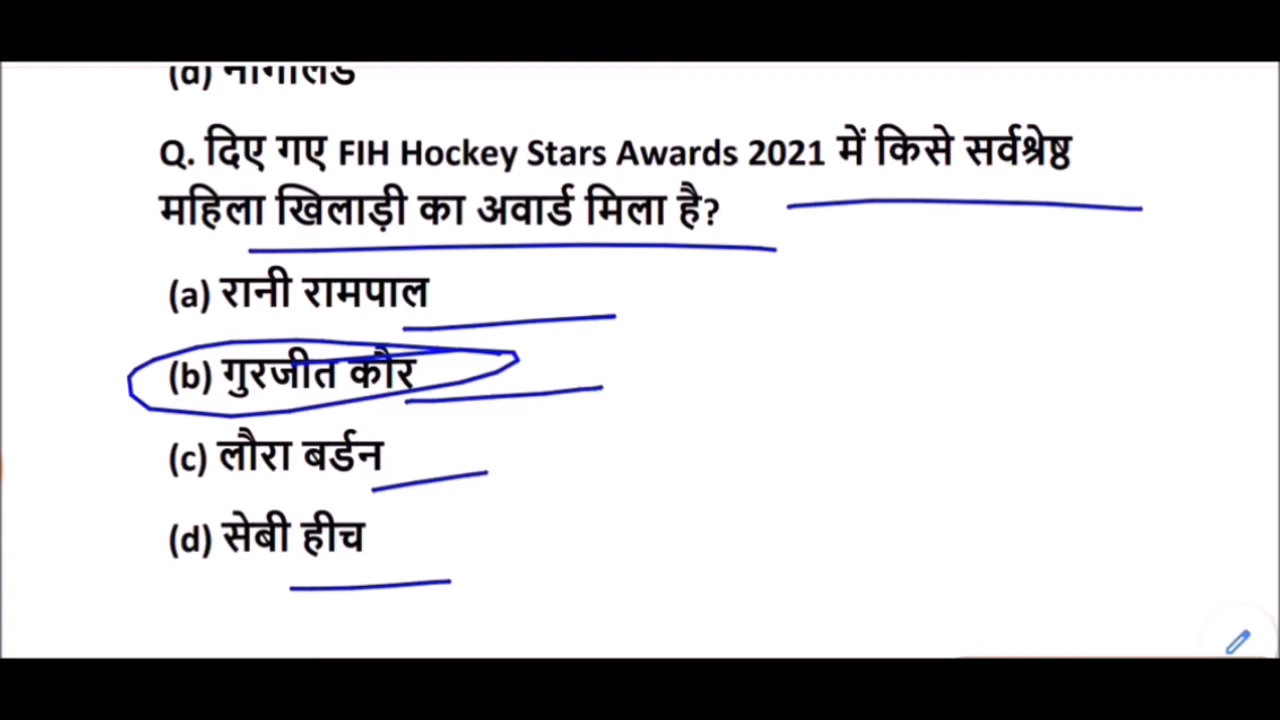 (d) नागालैंड
Q. दिए गए FIH Hockey Stars Awards 2021 में किसे सर्वश्रेष्ठ
महिला खिलाड़ी का अवार्ड मिला है?
(a) रानी रामपाल
(b) गुरजीत कौर
(c) लौरा बर्डन
(d) सेबी हीच